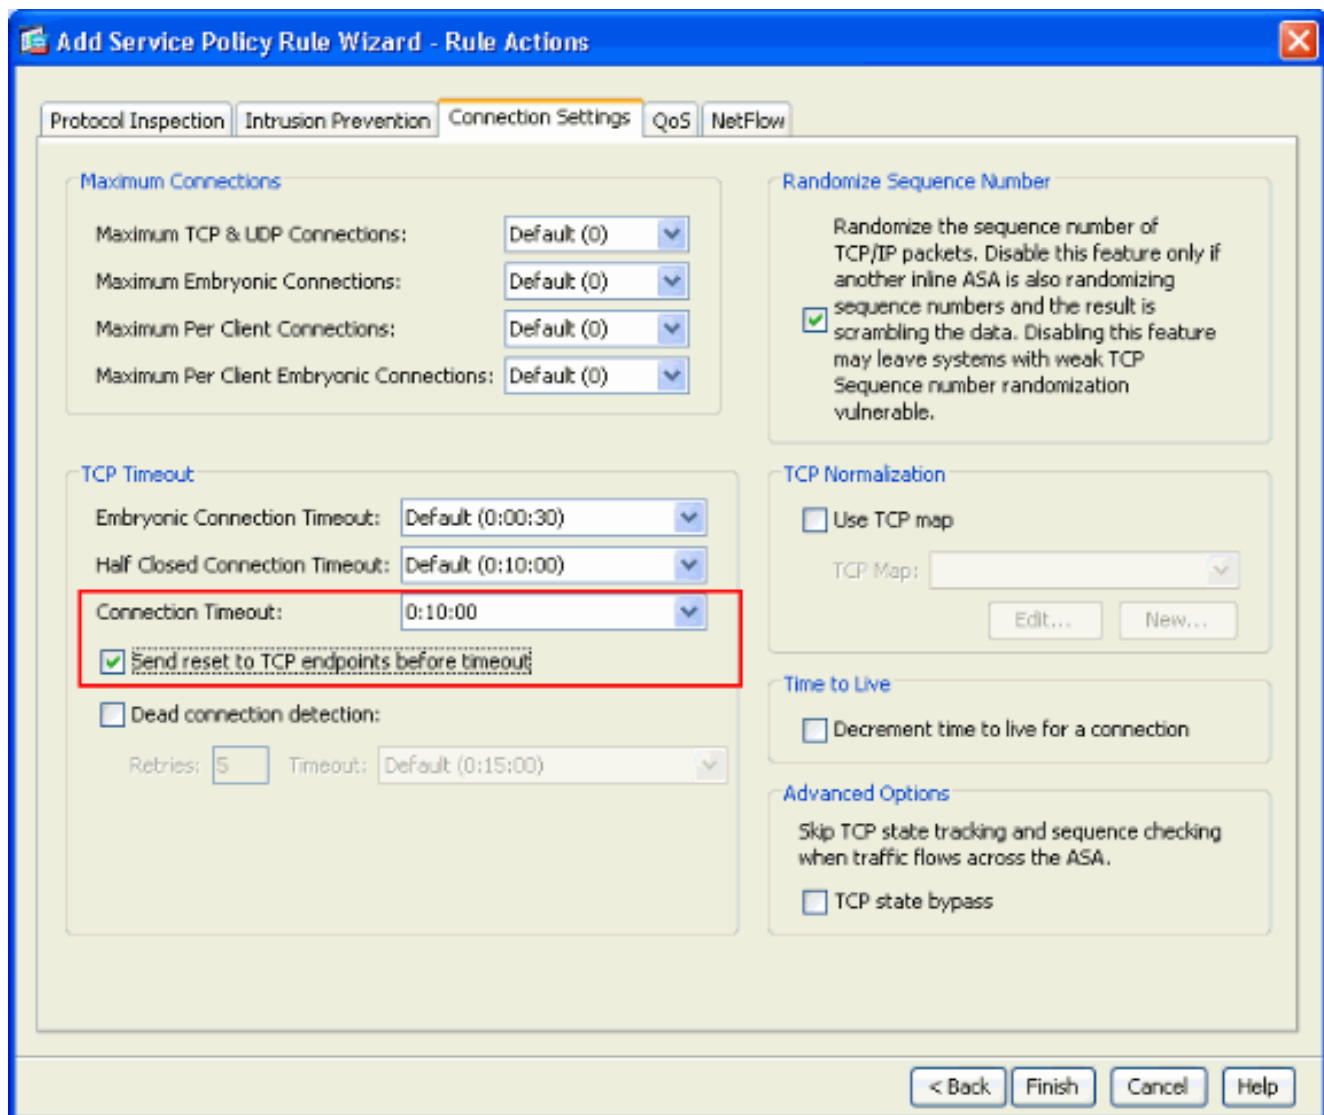 Add Service Policy Rule Wizard - Rule Actions
Protocol Inspection
Intrusion Prevention
Connection Settings
QoS
NetFlow
Maximum Connections
Maximum TCP & UDP Connections:
Default (0)
Maximum Embryonic Connections:
Default (0)
Maximum Per Client Connections:
Default (0)
Maximum Per Client Embryonic Connections:
Default (0)
Randomize Sequence Number
Randomize the sequence number of
TCP/IP packets. Disable this feature only if
another inline ASA is also randomizing
sequence numbers and the result is
scrambling the data. Disabling this feature
may leave systems with weak TCP
Sequence number randomization
vulnerable.
TCP Timeout
Embryonic Connection Timeout:
Default (0:00:30)
Half Closed Connection Timeout:
Default (0:10:00)
Connection Timeout:
0:10:00
Send reset to TCP endpoints before timeout
Dead connection detection:
Retries:
5
Timeout:
Default (0:15:00)
TCP Normalization
Use TCP map
TCP Map:
Edit...
New...
Time to Live
Decrement time to live for a connection
Advanced Options
Skip TCP state tracking and sequence checking
when traffic flows across the ASA.
TCP state bypass
< Back
Finish
Cancel
Help